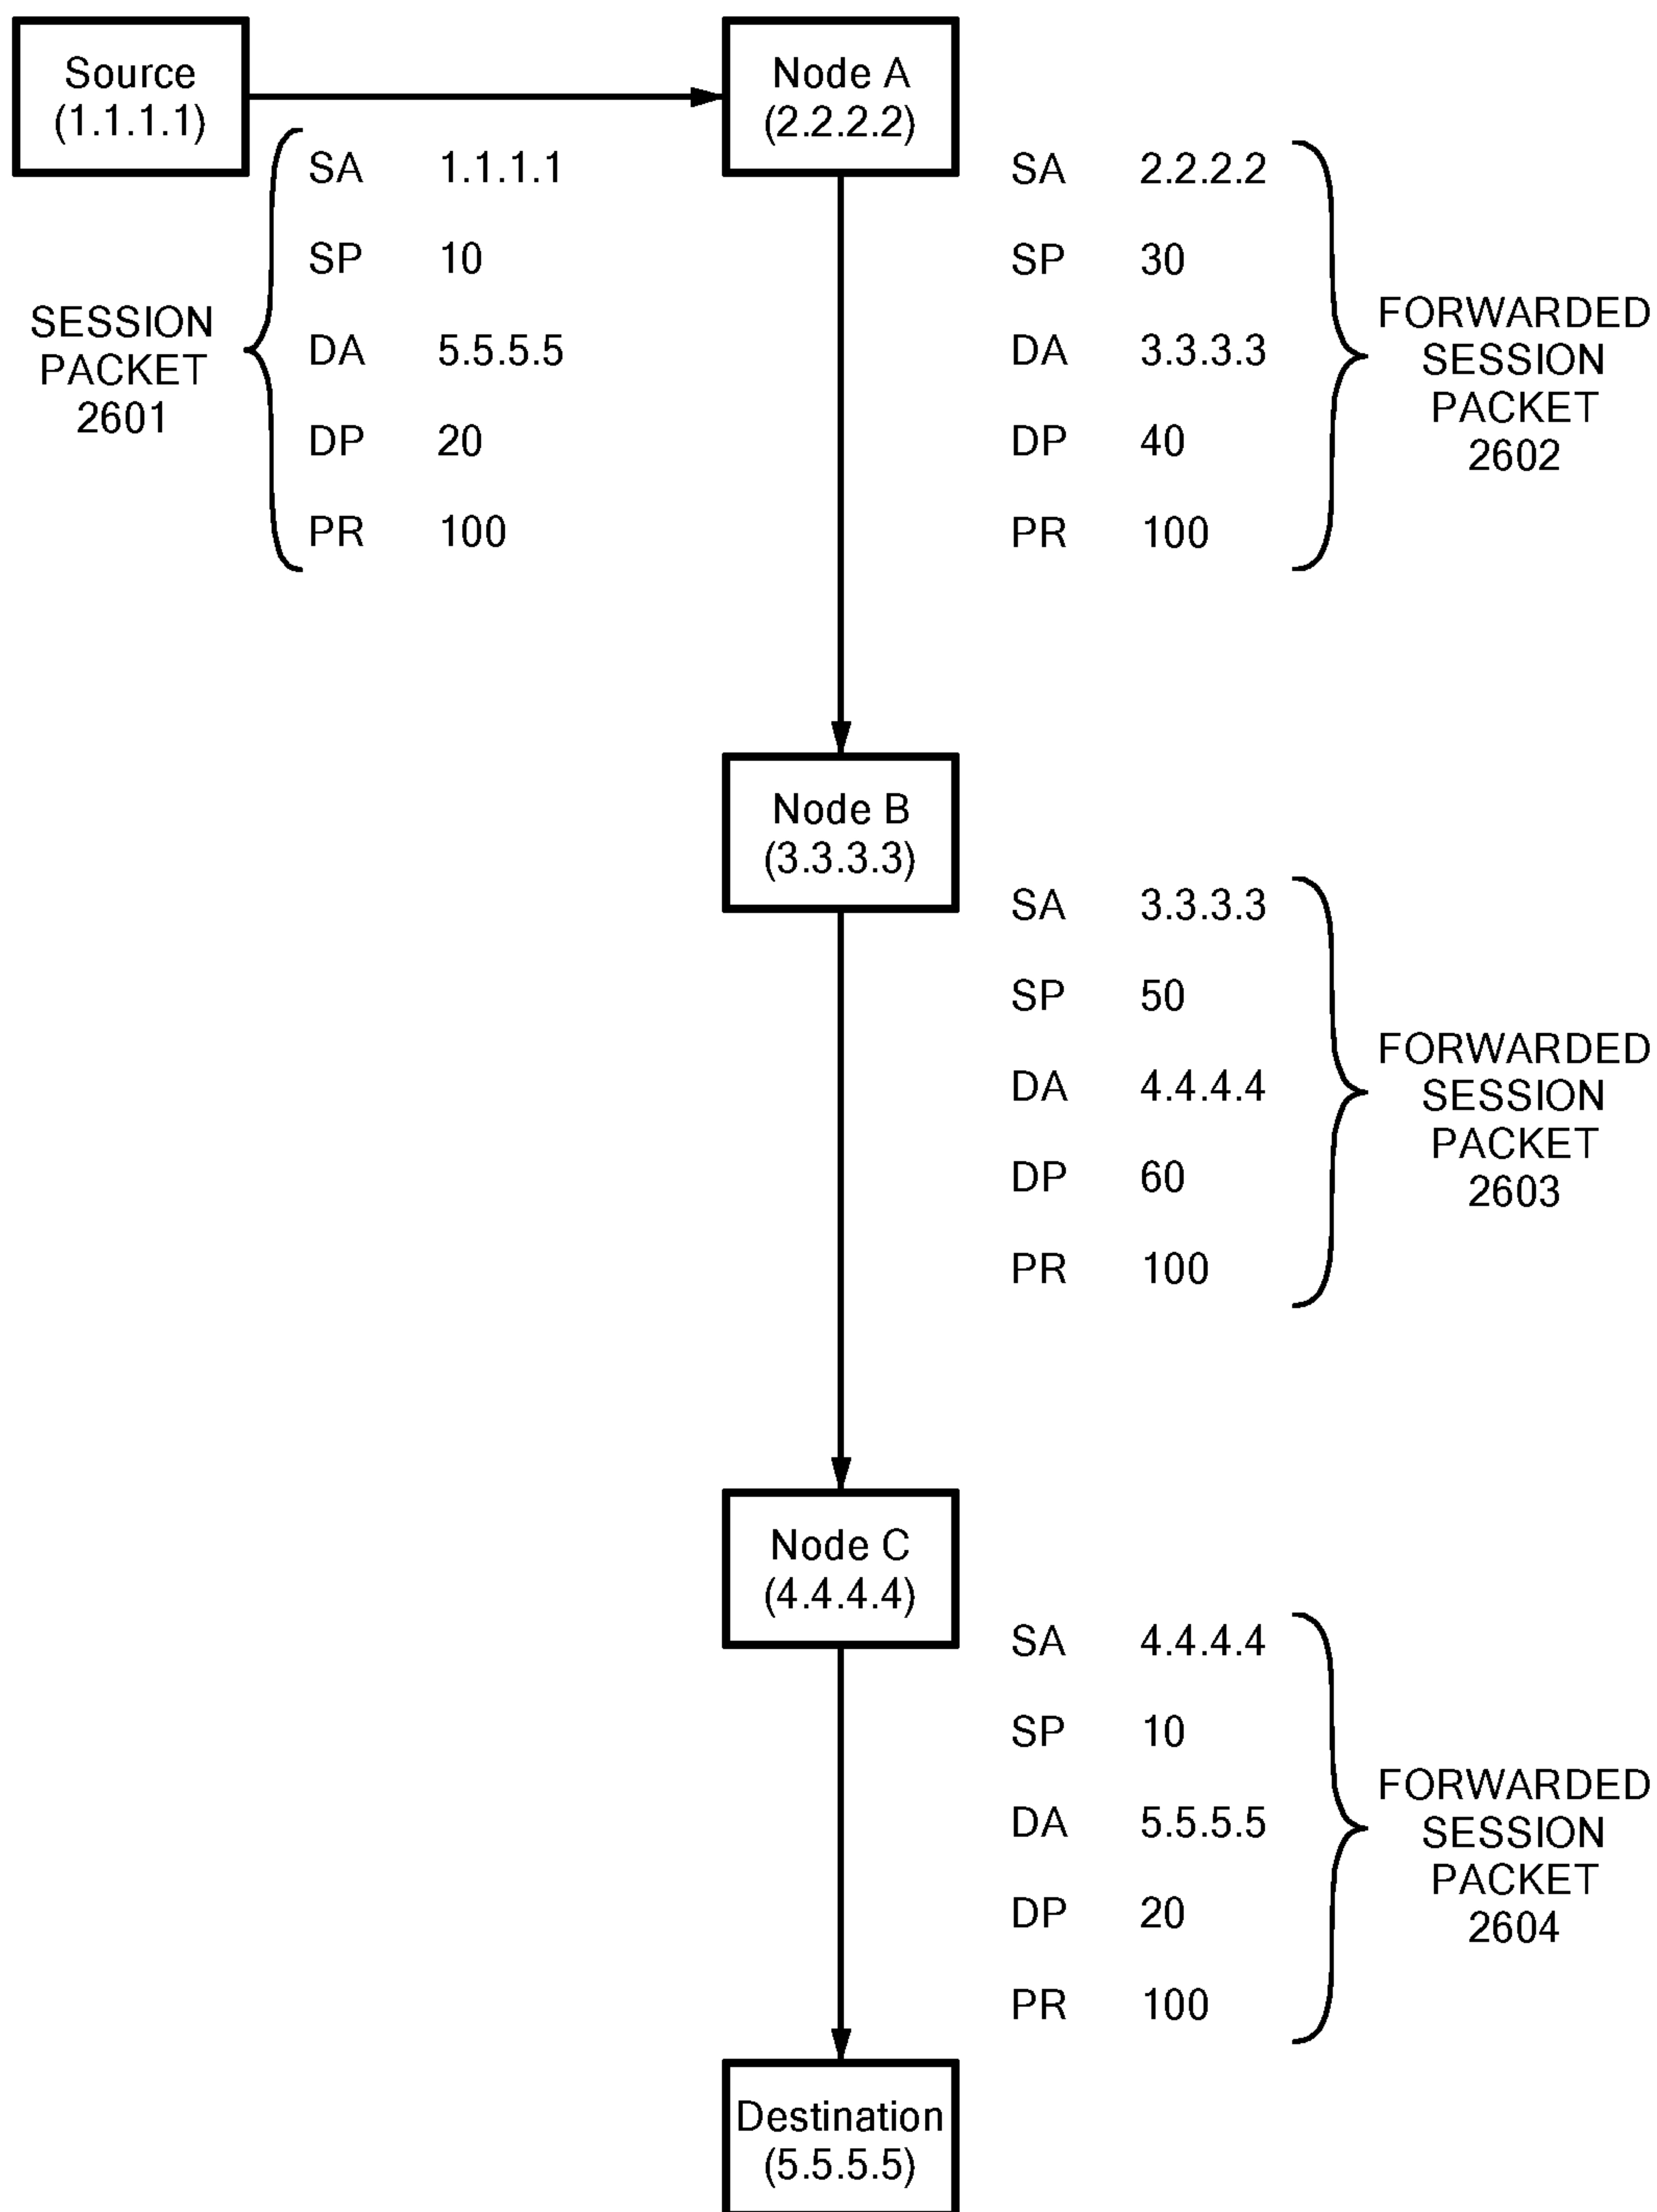 Source
(1.1.1.1)
Node A
(2.2.2.2)
SESSION
PACKET
2601
SA 1.1.1.1
SP 10
DA 5.5.5.5
DP 20
PR 100
SA 2.2.2.2
SP 30
DA 3.3.3.3
DP 40
PR 100
FORWARDED
SESSION
PACKET
2602
Node B
(3.3.3.3)
SA 3.3.3.3
SP 50
DA 4.4.4.4
DP 60
PR 100
FORWARDED
SESSION
PACKET
2603
Node C
(4.4.4.4)
SA 4.4.4.4
SP 10
DA 5.5.5.5
DP 20
PR 100
FORWARDED
SESSION
PACKET
2604
Destination
(5.5.5.5)